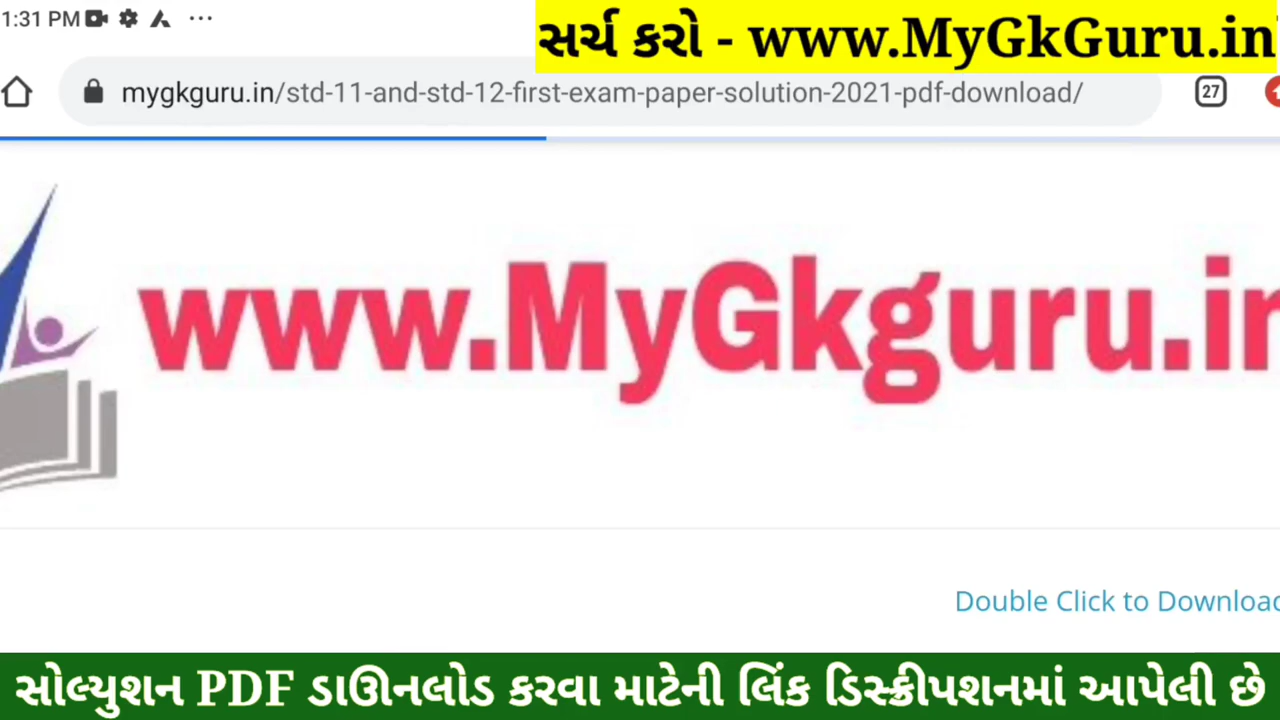 1:31 PM
સર્ચ કરો - www.MyGkGuru.in
mygkguru.in/std-11-and-std-12-first-exam-paper-solution-2021-pdf-download/
27
www.MyGkguru.in
Double Click to Download
સોલ્યુશન PDF ડાઊનલોડ કરવા માટેની લિંક ડિસ્ક્રીપશનમાં આપેલી છે